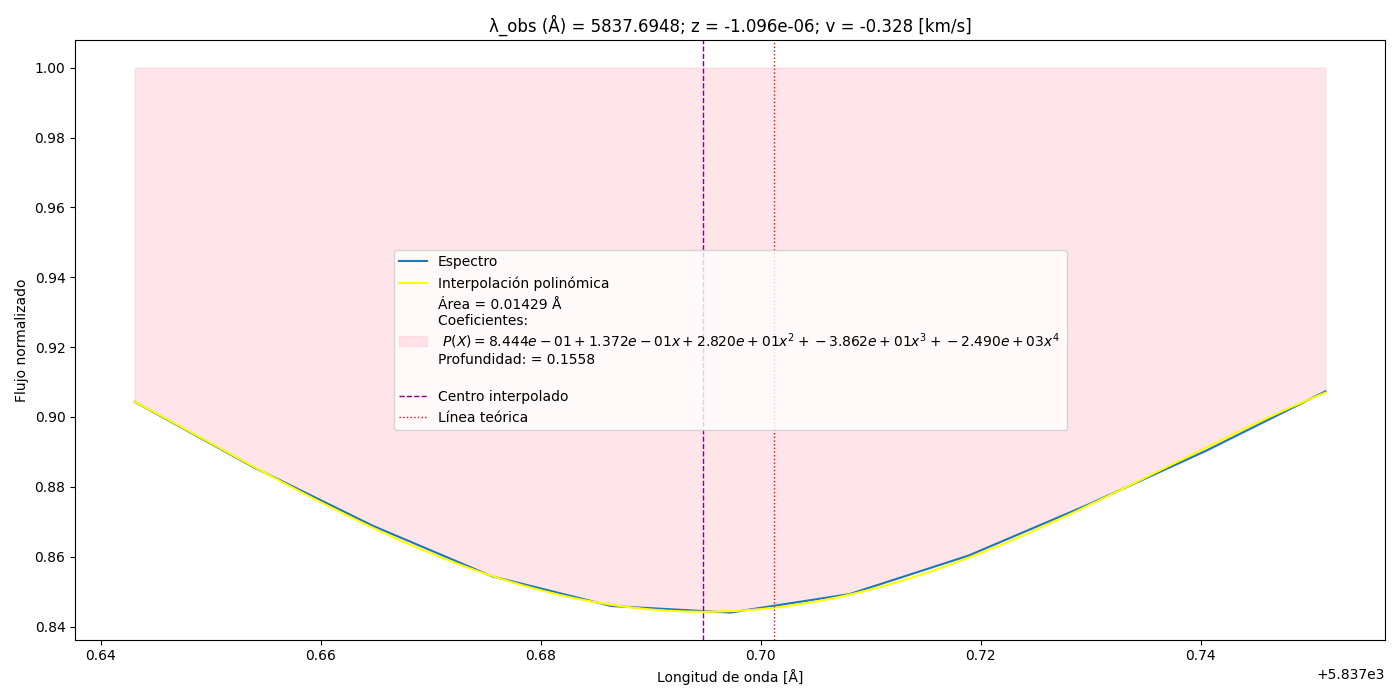 λ_obs (Å) = 5837.6948; z = -1.096e-06; v = -0.328 [km/s]
Flujo normalizado
1.00
0.98
0.96
0.94
0.92
0.90
0.88
0.86
0.84
Espectro
Interpolación polinómica
Área = 0.01429 Å
Coeficientes:
P(X) = 8.444e − 01 + 1.372e − 01x + 2.820e + 01x² + −3.862e + 01x³ + −2.490e + 03x⁴
Profundidad: = 0.1558
Centro interpolado
Línea teórica
0.64 0.66 0.68 0.70 0.72 0.74
+5.837e3
Longitud de onda [Å]